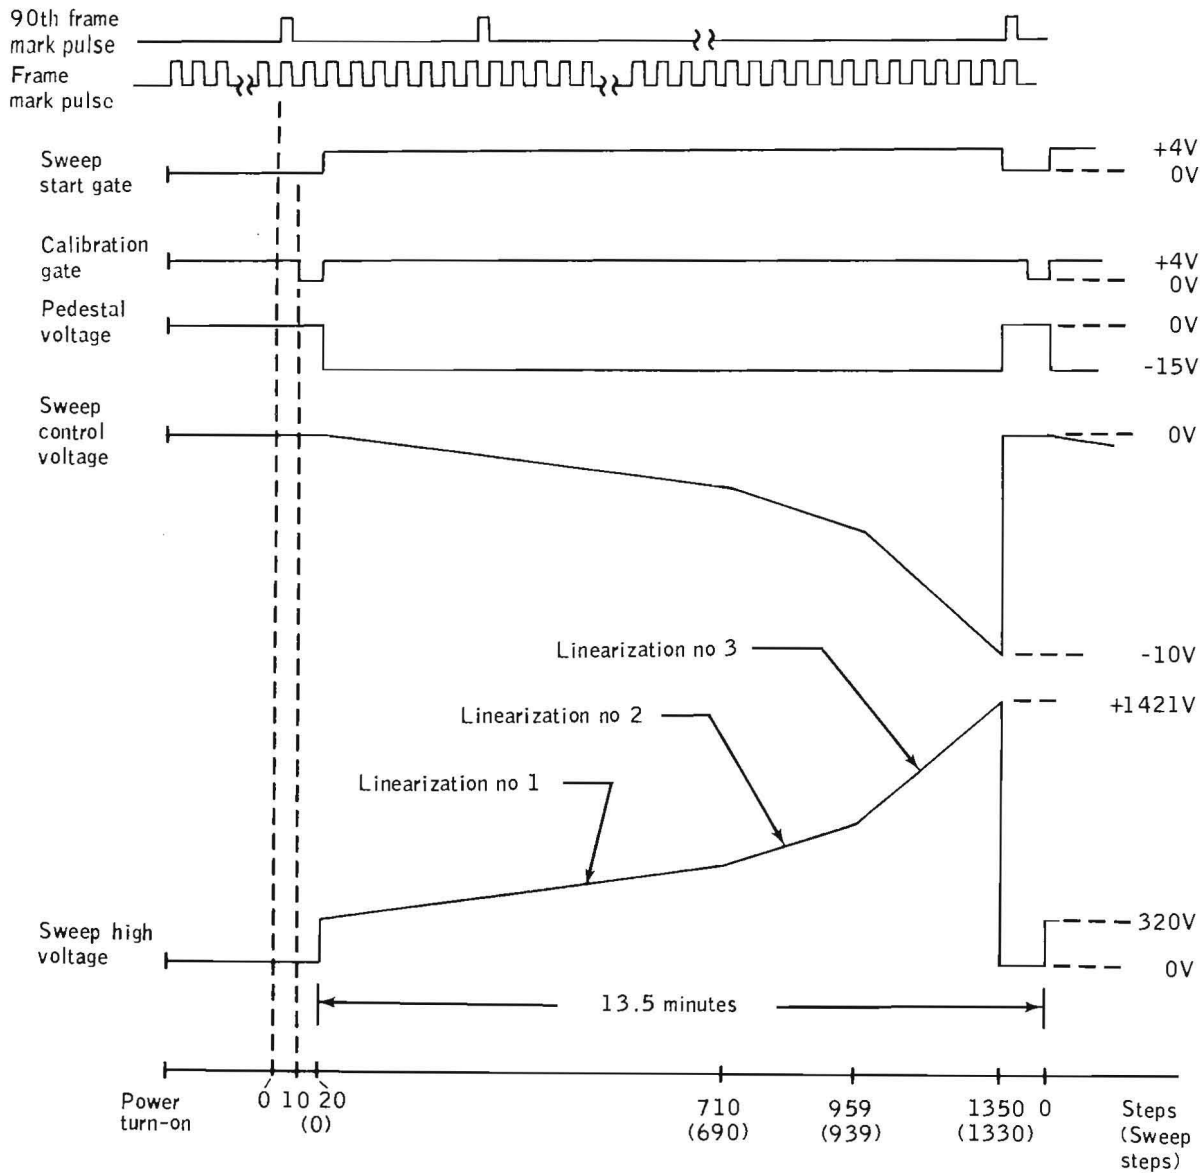 90th frame
mark pulse
Frame
mark pulse
Sweep
start gate
+4V
0V
Calibration
gate
+4V
0V
Pedestal
voltage
0V
-15V
Sweep
control
voltage
0V
-10V
Linearization no 3
+1421V
Linearization no 2
Linearization no 1
Sweep high
voltage
320V
0V
13.5 minutes
Power
turn-on
0 10 20
(0)
710
(690)
959
(939)
1350 0
(1330)
Steps
(Sweep
steps)